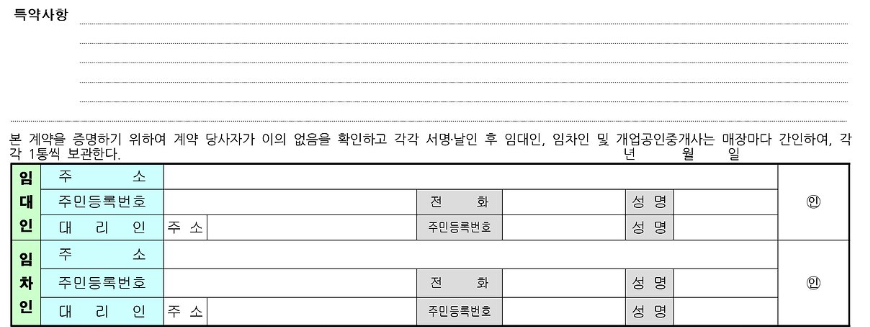 특약사항
본 계약을 증명하기 위하여 계약 당사자가 이의 없음을 확인하고 각각 서명·날인 후 임대인, 임차인 및 개업공인중개사는 매장마다 간인하여, 각
각 1통씩 보관한다. 년 월 일
임대인
주 소
주민등록번호 전 화 성 명 ㊞
대 리 인 주 소 주민등록번호 성 명
임차인
주 소
주민등록번호 전 화 성 명 ㊞
대 리 인 주 소 주민등록번호 성 명